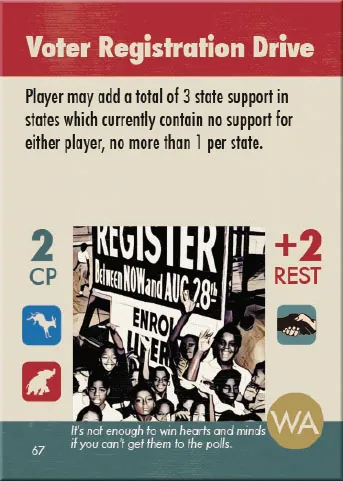 Voter Registration Drive
Player may add a total of 3 state support in
states which currently contain no support for
either player, no more than 1 per state.
2
CP
+2
REST
REGISTER
Between NOW and AUG 28th
ENROL
WA
It's not enough to win hearts and minds
if you can't get them to the polls.
67